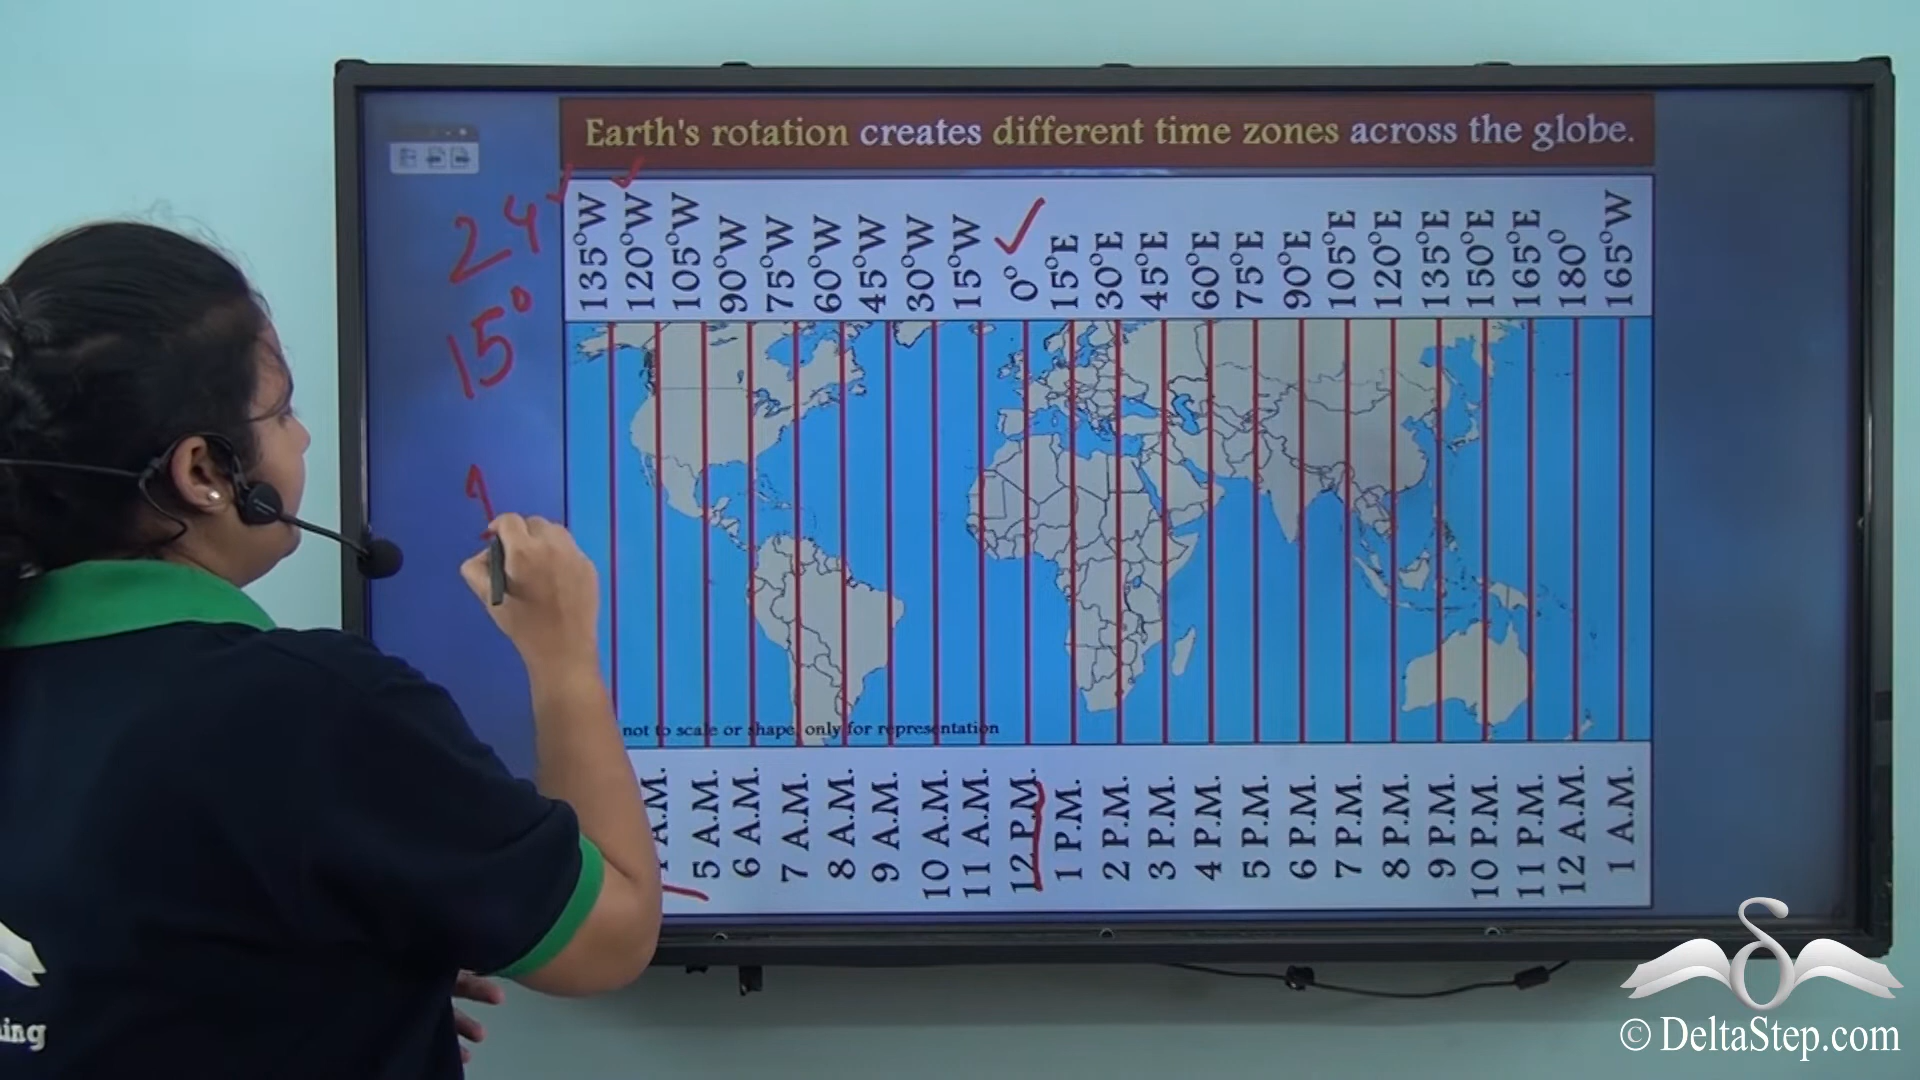 Earth's rotation creates different time zones across the globe.
24
15°
1
135°W 120°W 105°W 90°W 75°W 60°W 45°W 30°W 15°W 0° 15°E 30°E 45°E 60°E 75°E 90°E 105°E 120°E 135°E 150°E 165°E 180° 165°W
not to scale or shape, only for representation
A.M. 5 A.M. 6 A.M. 7 A.M. 8 A.M. 9 A.M. 10 A.M. 11 A.M. 12 P.M. 1 P.M. 2 P.M. 3 P.M. 4 P.M. 5 P.M. 6 P.M. 7 P.M. 8 P.M. 9 P.M. 10 P.M. 11 P.M. 12 A.M. 1 A.M.
ing
© DeltaStep.com